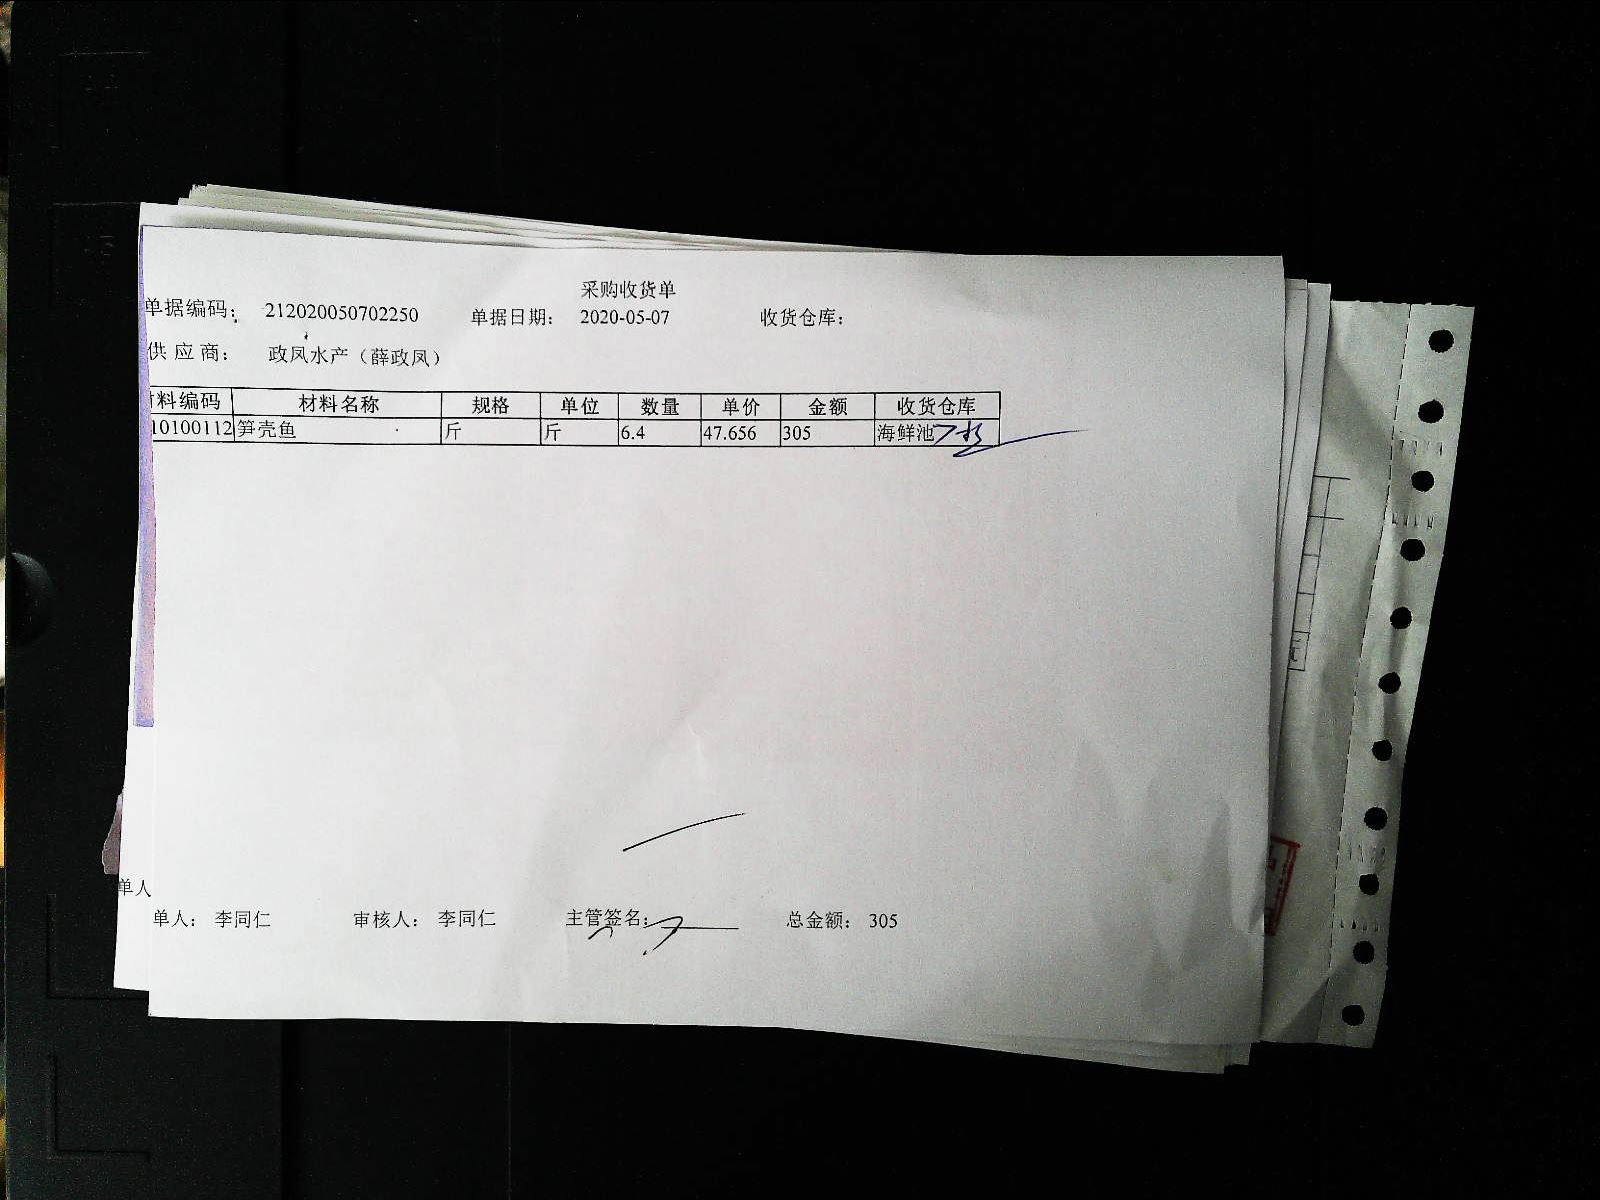 采购收货单
单据编码： 212020050702250 单据日期： 2020-05-07 收货仓库：
供应商： 政凤水产（薛政凤）
材料编码 材料名称 规格 单位 数量 单价 金额 收货仓库
10100112 笋壳鱼 斤 斤 6.4 47.656 305 海鲜池
单人
单人： 李同仁 审核人： 李同仁 主管签名： 总金额： 305